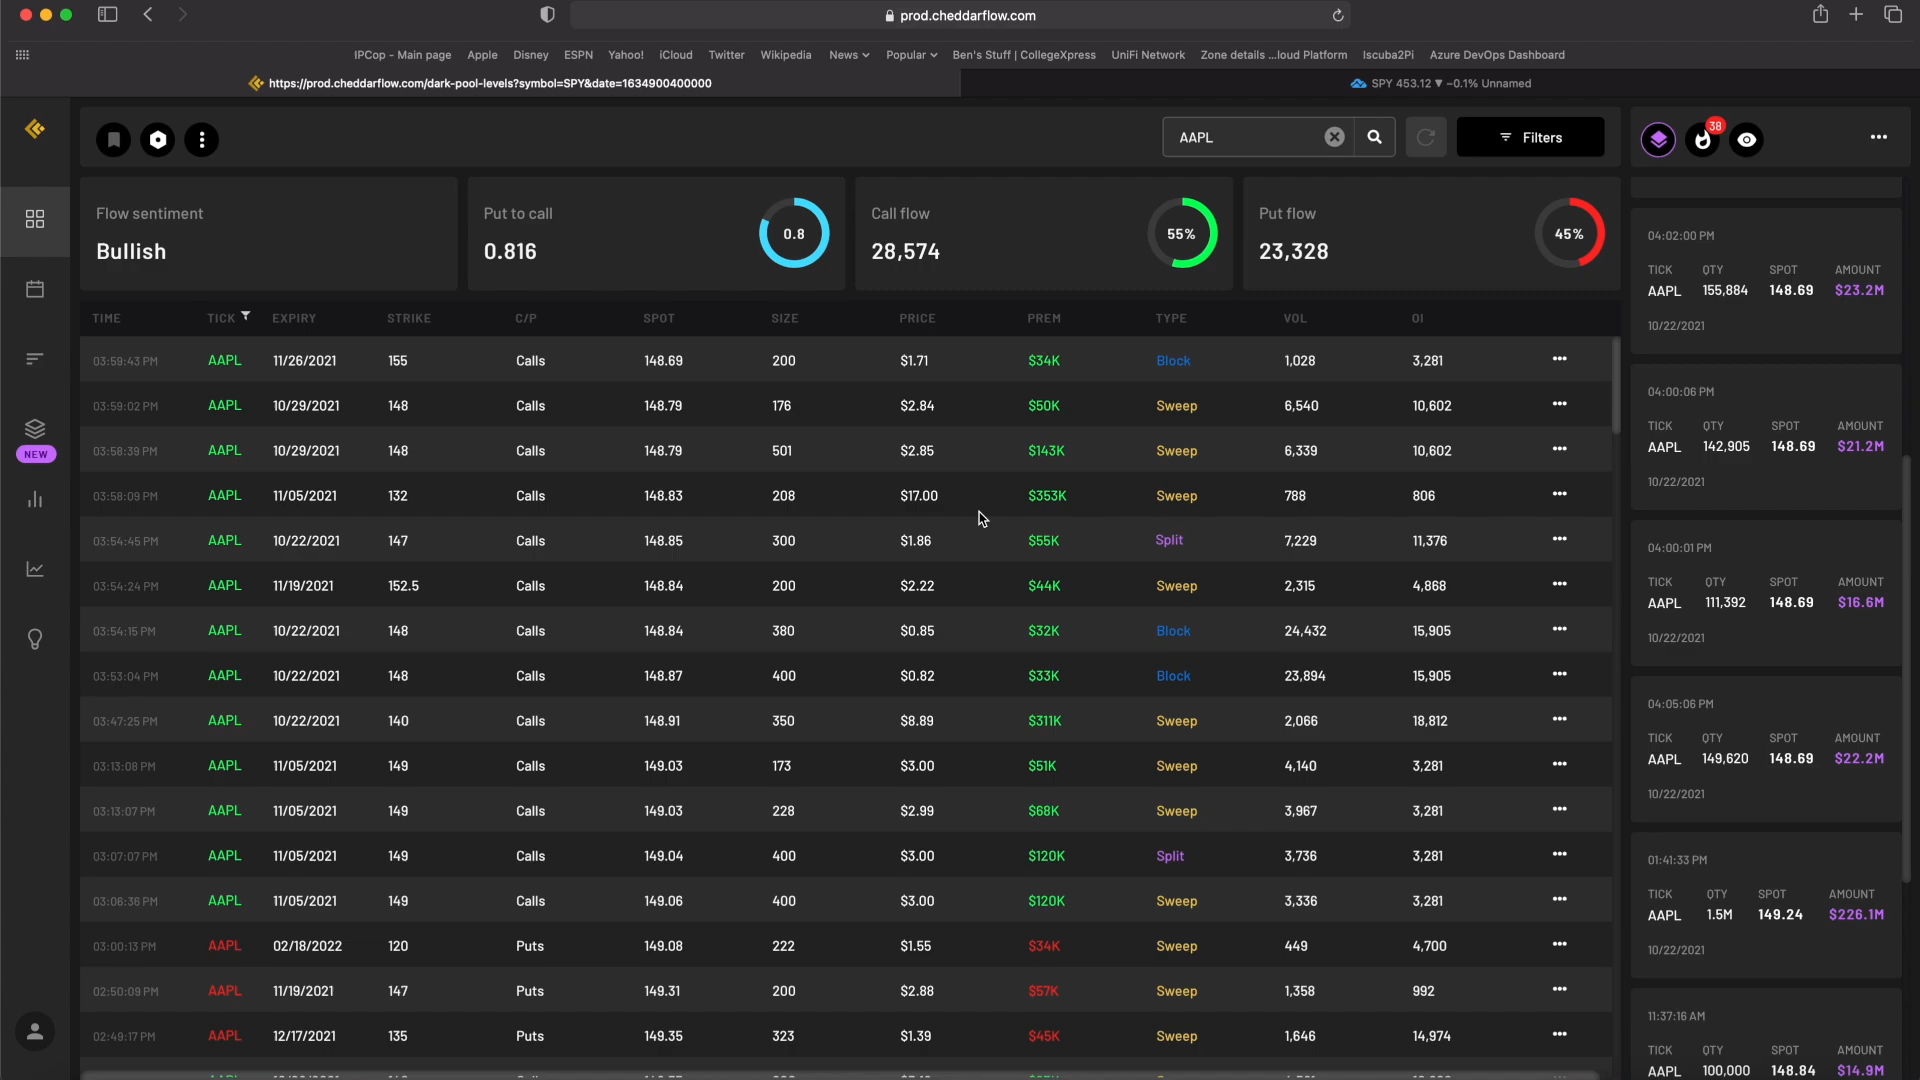 prod.cheddarflow.com
IPCop - Main page Apple Disney ESPN Yahoo! iCloud Twitter Wikipedia News Popular Ben's Stuff | CollegeXpress UniFi Network Zone details ...loud Platform Iscuba2Pi Azure DevOps Dashboard
https://prod.cheddarflow.com/dark-pool-levels?symbol=SPY&date=1634900400000
SPY 453.12 ▼ −0.1% Unnamed
AAPL
Filters
38
Flow sentiment
Bullish
Put to call
0.816
0.8
Call flow
28,574
55%
Put flow
23,328
45%
NEW
TIME TICK EXPIRY STRIKE C/P SPOT SIZE PRICE PREM TYPE VOL OI
03:59:43 PM AAPL 11/26/2021 155 Calls 148.69 200 $1.71 $34K Block 1,028 3,281
03:59:02 PM AAPL 10/29/2021 148 Calls 148.79 176 $2.84 $50K Sweep 6,540 10,602
03:58:39 PM AAPL 10/29/2021 148 Calls 148.79 501 $2.85 $143K Sweep 6,339 10,602
03:58:09 PM AAPL 11/05/2021 132 Calls 148.83 208 $17.00 $353K Sweep 788 806
03:54:45 PM AAPL 10/22/2021 147 Calls 148.85 300 $1.86 $55K Split 7,229 11,376
03:54:24 PM AAPL 11/19/2021 152.5 Calls 148.84 200 $2.22 $44K Sweep 2,315 4,868
03:54:15 PM AAPL 10/22/2021 148 Calls 148.84 380 $0.85 $32K Block 24,432 15,905
03:53:04 PM AAPL 10/22/2021 148 Calls 148.87 400 $0.82 $33K Block 23,894 15,905
03:47:25 PM AAPL 10/22/2021 140 Calls 148.91 350 $8.89 $311K Sweep 2,066 18,812
03:13:08 PM AAPL 11/05/2021 149 Calls 149.03 173 $3.00 $51K Sweep 4,140 3,281
03:13:07 PM AAPL 11/05/2021 149 Calls 149.03 228 $2.99 $68K Sweep 3,967 3,281
03:07:07 PM AAPL 11/05/2021 149 Calls 149.04 400 $3.00 $120K Split 3,736 3,281
03:06:36 PM AAPL 11/05/2021 149 Calls 149.06 400 $3.00 $120K Sweep 3,336 3,281
03:00:13 PM AAPL 02/18/2022 120 Puts 149.08 222 $1.55 $34K Sweep 449 4,700
02:50:09 PM AAPL 11/19/2021 147 Puts 149.31 200 $2.88 $57K Sweep 1,358 992
02:49:17 PM AAPL 12/17/2021 135 Puts 149.35 323 $1.39 $45K Sweep 1,646 14,974
04:02:00 PM
TICK QTY SPOT AMOUNT
AAPL 155,884 148.69 $23.2M
10/22/2021
04:00:06 PM
TICK QTY SPOT AMOUNT
AAPL 142,905 148.69 $21.2M
10/22/2021
04:00:01 PM
TICK QTY SPOT AMOUNT
AAPL 111,392 148.69 $16.6M
10/22/2021
04:05:06 PM
TICK QTY SPOT AMOUNT
AAPL 149,620 148.69 $22.2M
10/22/2021
01:41:33 PM
TICK QTY SPOT AMOUNT
AAPL 1.5M 149.24 $226.1M
10/22/2021
11:37:16 AM
TICK QTY SPOT AMOUNT
AAPL 100,000 148.84 $14.9M